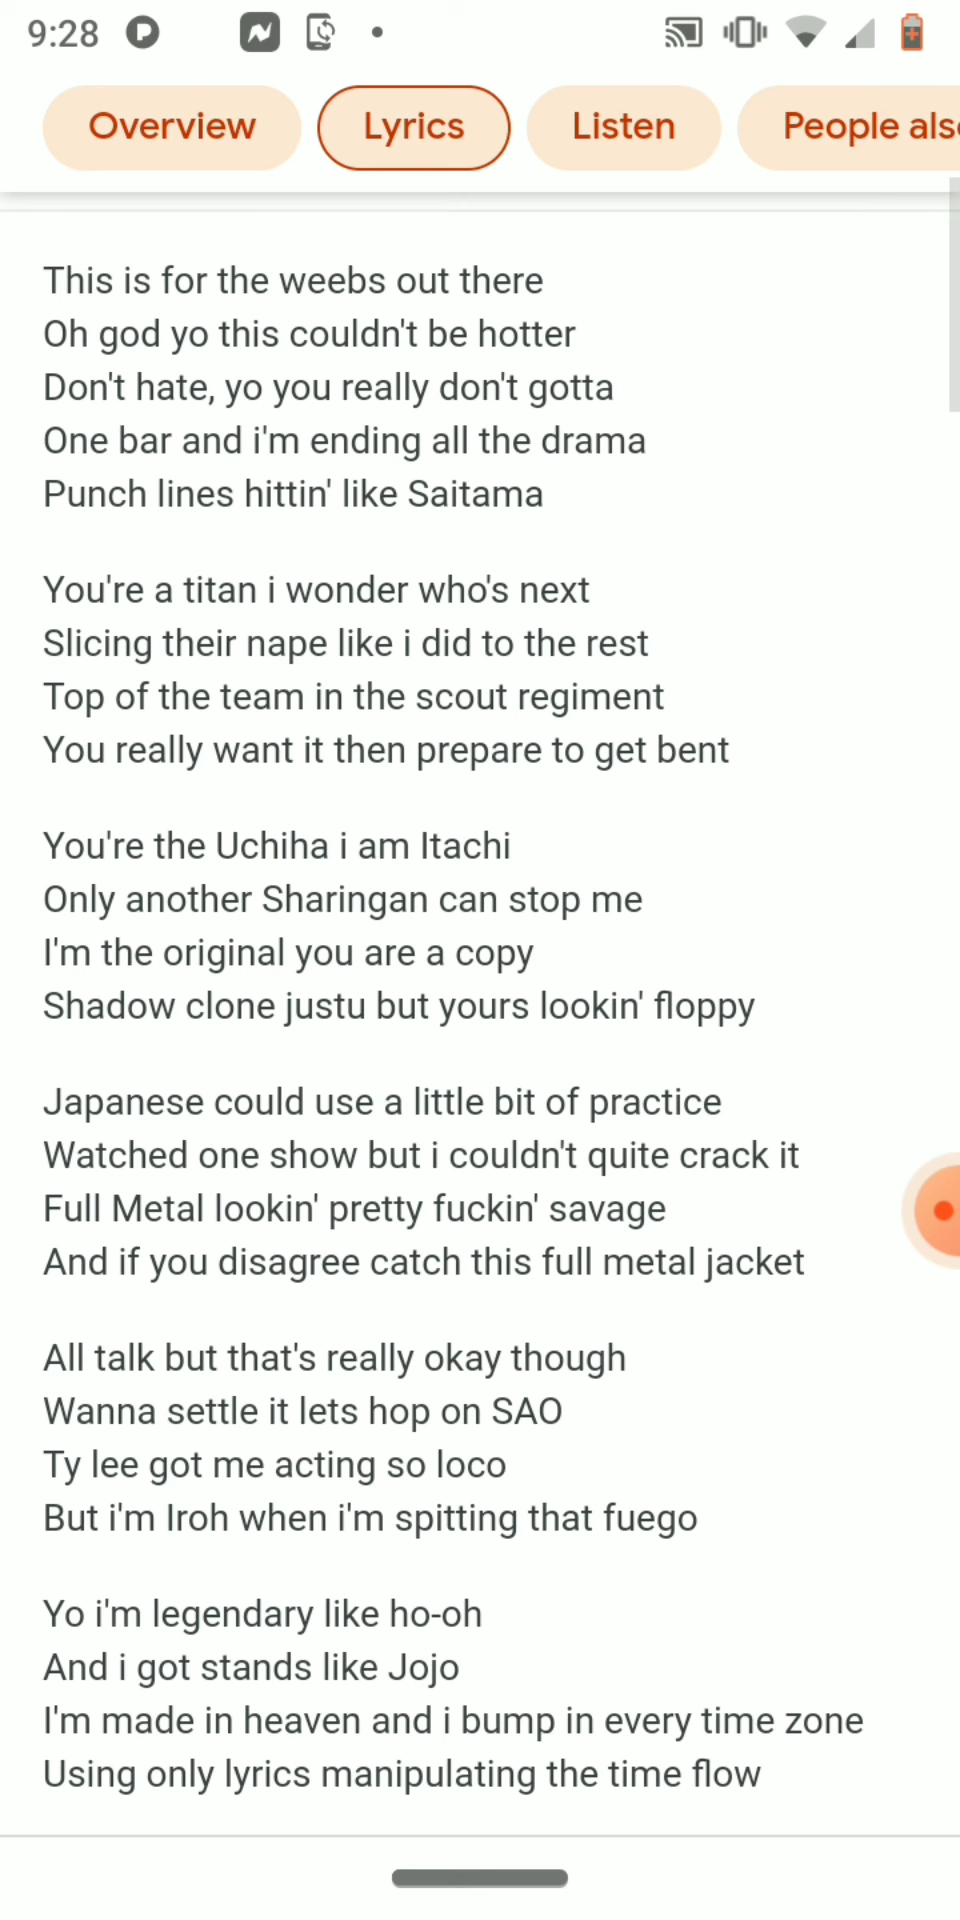 9:28
Overview
Lyrics
Listen
People als
This is for the weebs out there
Oh god yo this couldn't be hotter
Don't hate, yo you really don't gotta
One bar and i'm ending all the drama
Punch lines hittin' like Saitama
You're a titan i wonder who's next
Slicing their nape like i did to the rest
Top of the team in the scout regiment
You really want it then prepare to get bent
You're the Uchiha i am Itachi
Only another Sharingan can stop me
I'm the original you are a copy
Shadow clone justu but yours lookin' floppy
Japanese could use a little bit of practice
Watched one show but i couldn't quite crack it
Full Metal lookin' pretty fuckin' savage
And if you disagree catch this full metal jacket
All talk but that's really okay though
Wanna settle it lets hop on SAO
Ty lee got me acting so loco
But i'm Iroh when i'm spitting that fuego
Yo i'm legendary like ho-oh
And i got stands like Jojo
I'm made in heaven and i bump in every time zone
Using only lyrics manipulating the time flow